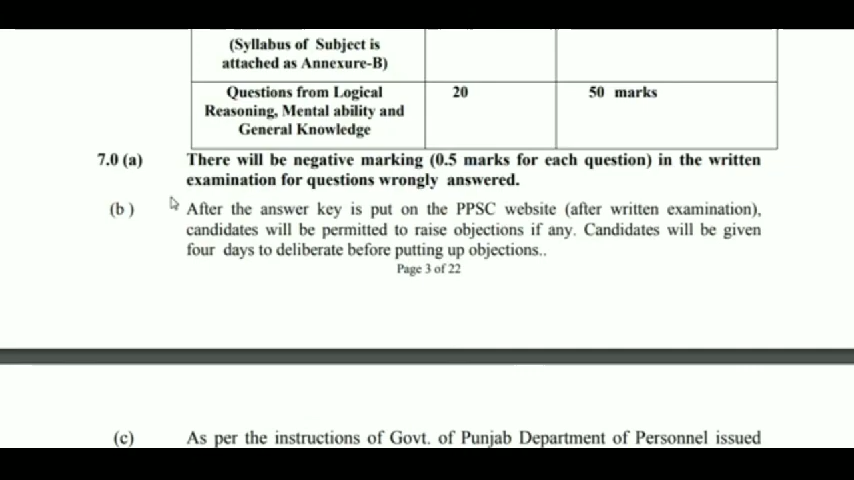 (Syllabus of Subject is
attached as Annexure-B)
Questions from Logical
Reasoning, Mental ability and
General Knowledge
20
50 marks
7.0 (a) There will be negative marking (0.5 marks for each question) in the written
examination for questions wrongly answered.
(b ) After the answer key is put on the PPSC website (after written examination),
candidates will be permitted to raise objections if any. Candidates will be given
four days to deliberate before putting up objections..
Page 3 of 22
(c) As per the instructions of Govt. of Punjab Department of Personnel issued